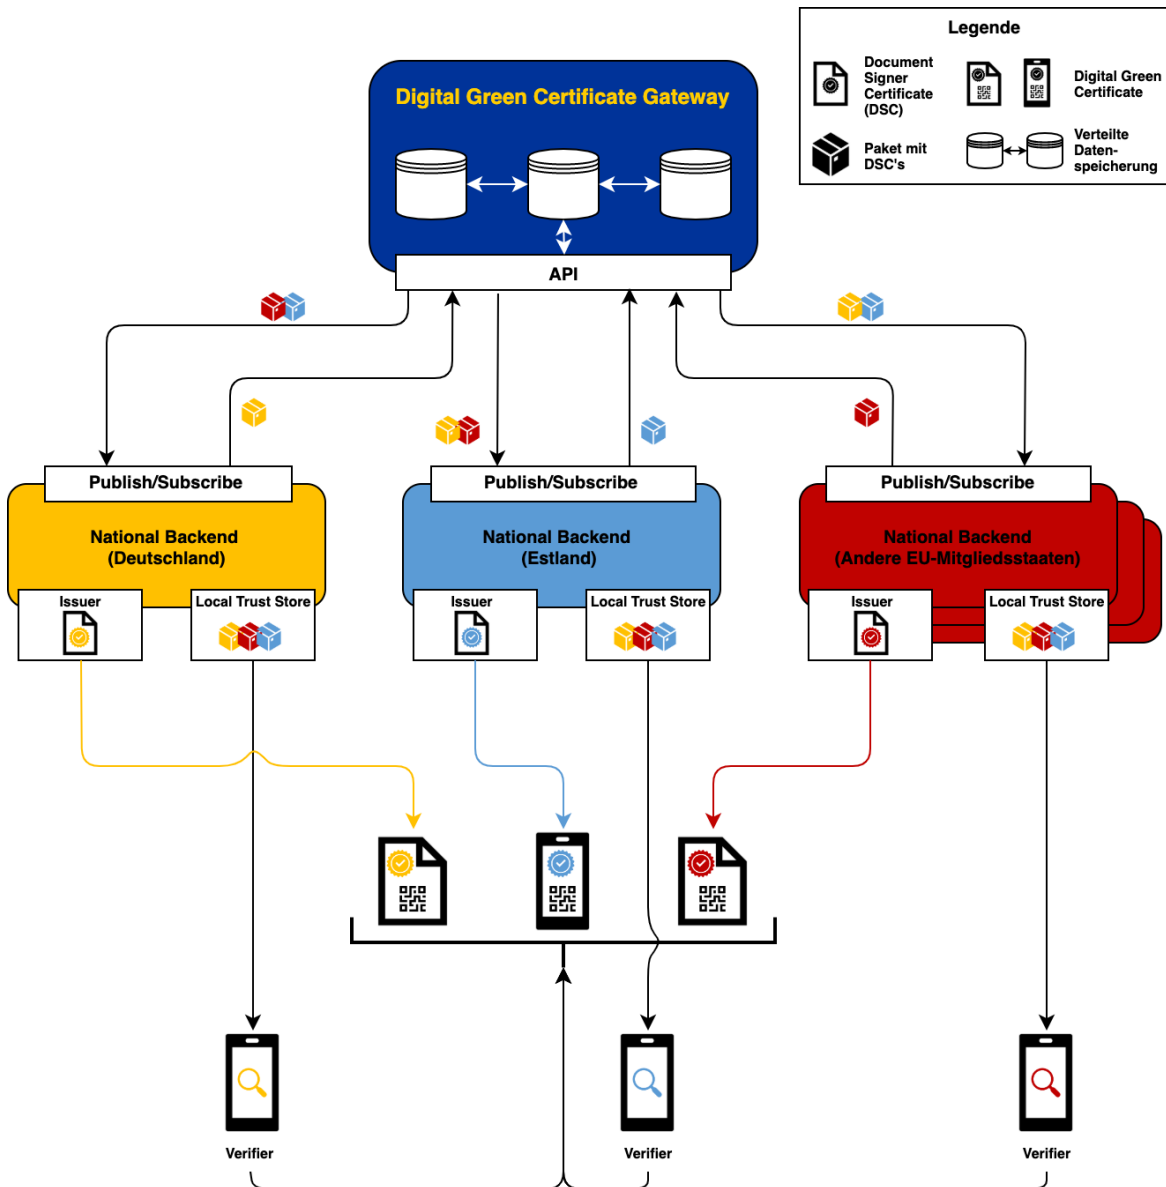 Legende
Document
Signer
Certificate
(DSC)
Digital Green
Certificate
Paket mit
DSC's
Verteilte
Daten-
speicherung
Digital Green Certificate Gateway
API
Publish/Subscribe
National Backend
(Deutschland)
Issuer
Local Trust Store
Publish/Subscribe
National Backend
(Estland)
Issuer
Local Trust Store
Publish/Subscribe
National Backend
(Andere EU-Mitgliedsstaaten)
Issuer
Local Trust Store
Verifier
Verifier
Verifier